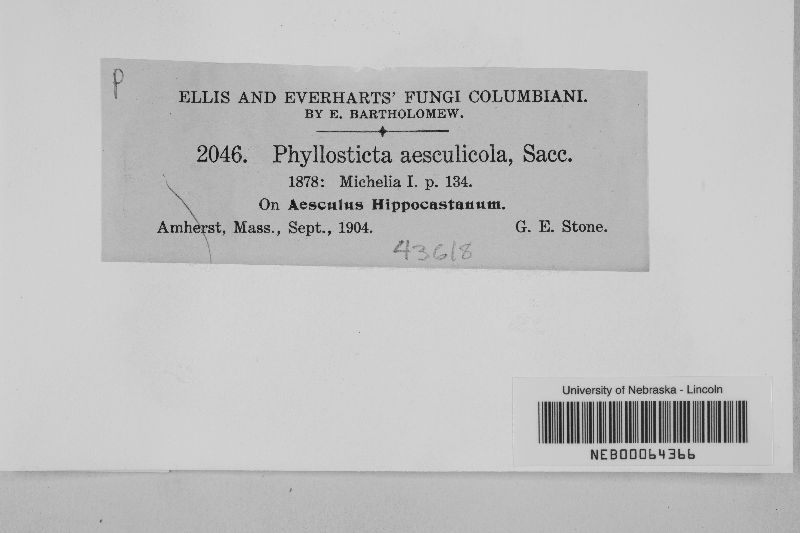 P
ELLIS AND EVERHARTS' FUNGI COLUMBIANI.
BY E. BARTHOLOMEW.
2046. Phyllosticta aesculicola, Sacc.
1878: Michelia I. p. 134.
On Aesculus Hippocastanum.
Amherst, Mass., Sept., 1904. G. E. Stone.
43618
University of Nebraska - Lincoln
NEB00064366